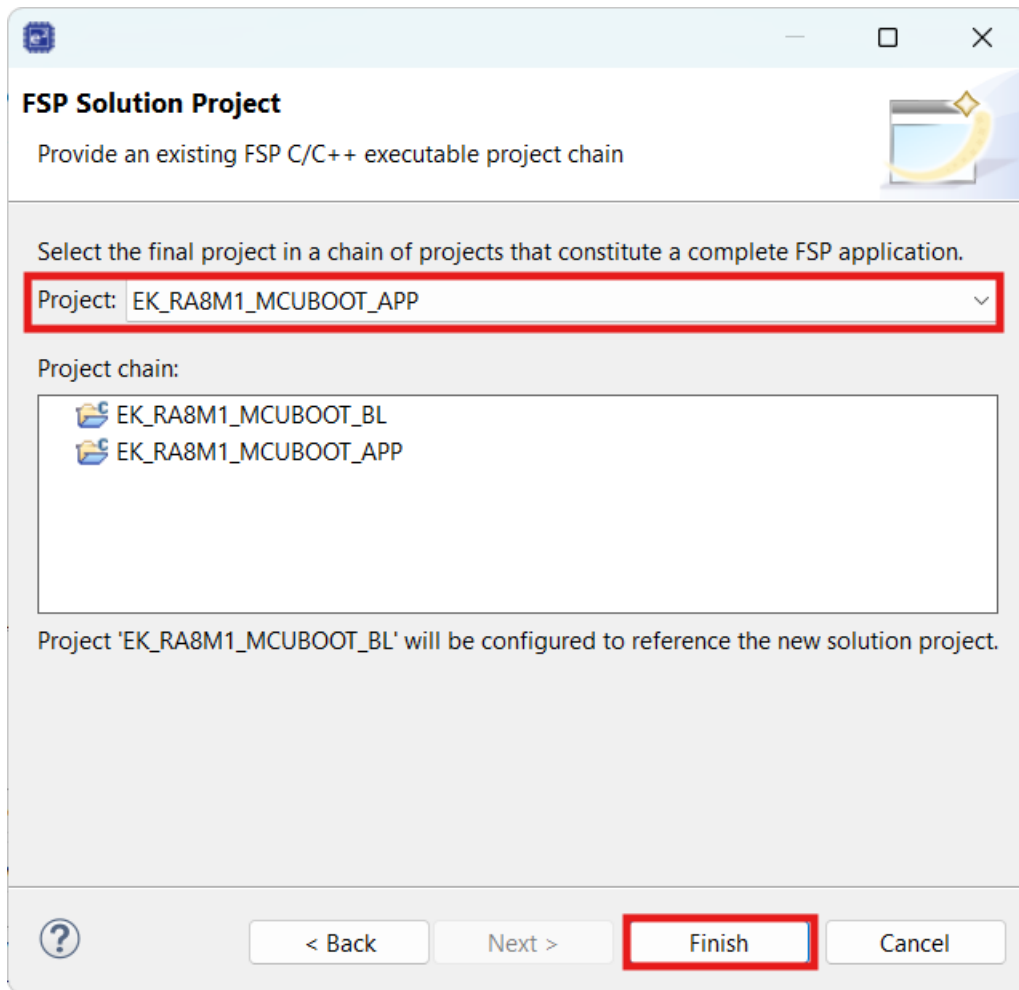 FSP Solution Project
Provide an existing FSP C/C++ executable project chain
Select the final project in a chain of projects that constitute a complete FSP application.
Project: EK_RA8M1_MCUBOOT_APP
Project chain:
EK_RA8M1_MCUBOOT_BL
EK_RA8M1_MCUBOOT_APP
Project 'EK_RA8M1_MCUBOOT_BL' will be configured to reference the new solution project.
? < Back Next > Finish Cancel